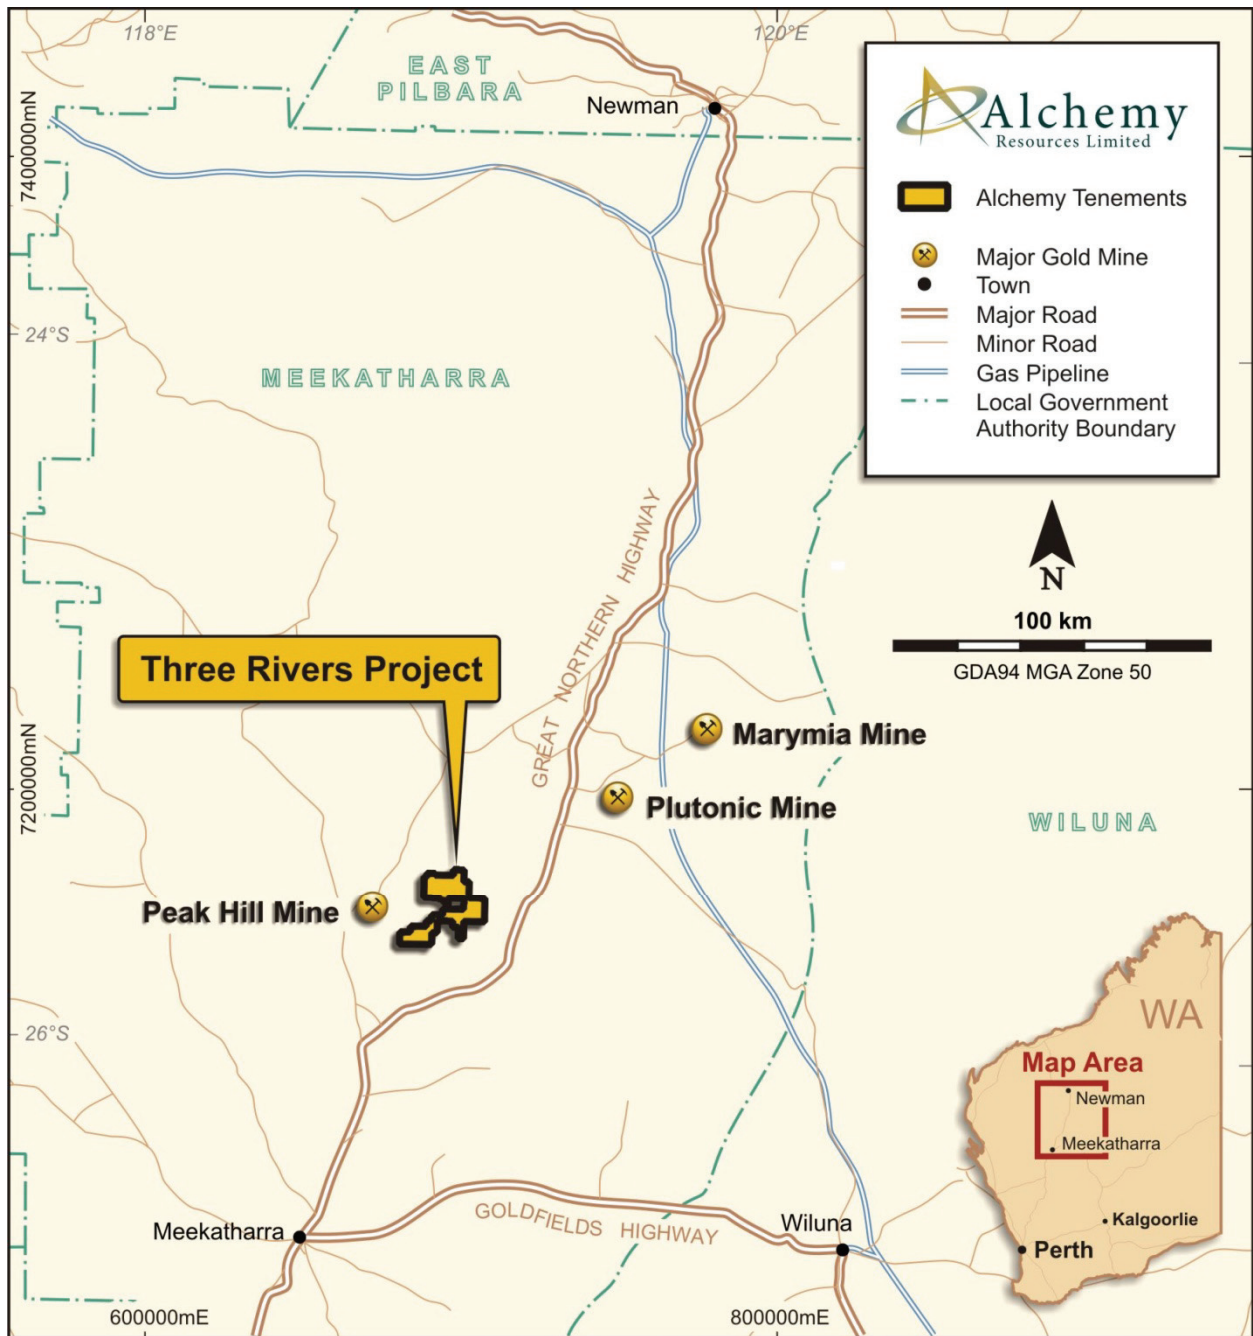 118°E
120°E
EAST
PILBARA
Newman
7400000mN
Alchemy
Resources Limited
Alchemy Tenements
Major Gold Mine
Town
Major Road
Minor Road
Gas Pipeline
Local Government
Authority Boundary
24°S
MEEKATHARRA
N
100 km
GDA94 MGA Zone 50
GREAT NORTHERN HIGHWAY
Three Rivers Project
Marymia Mine
Plutonic Mine
7200000mN
WILUNA
Peak Hill Mine
26°S
WA
Map Area
Newman
Meekatharra
Kalgoorlie
Perth
GOLDFIELDS HIGHWAY
Meekatharra
Wiluna
600000mE
800000mE